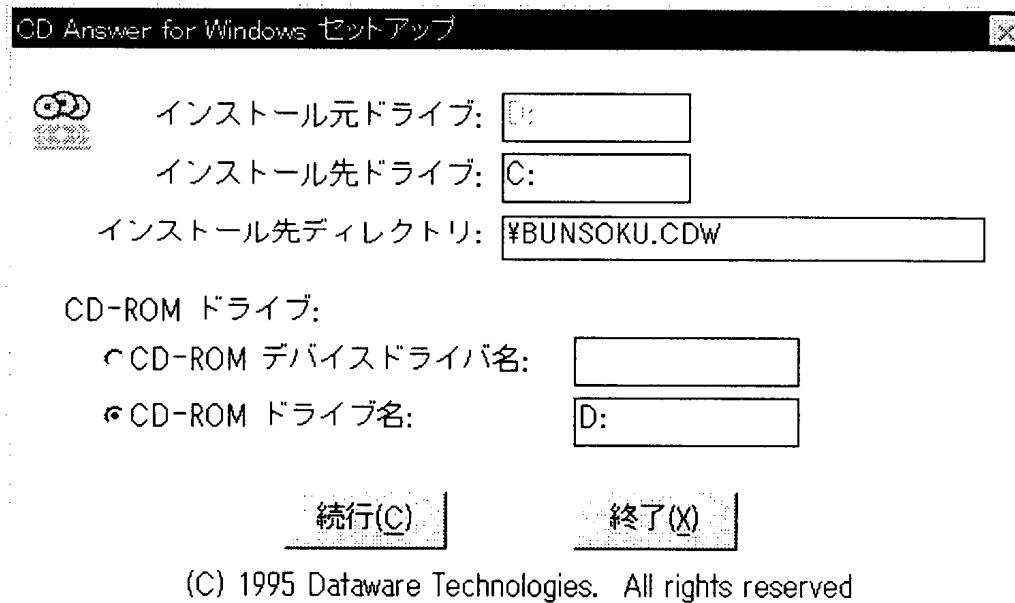 CD Answer for Windows セットアップ
インストール元ドライブ: D:
インストール先ドライブ: C:
インストール先ディレクトリ: ¥BUNSOKU.CDW
CD-ROM ドライブ:
CD-ROM デバイスドライバ名:
CD-ROM ドライブ名: D:
続行(C) 終了(X)
(C) 1995 Dataware Technologies. All rights reserved